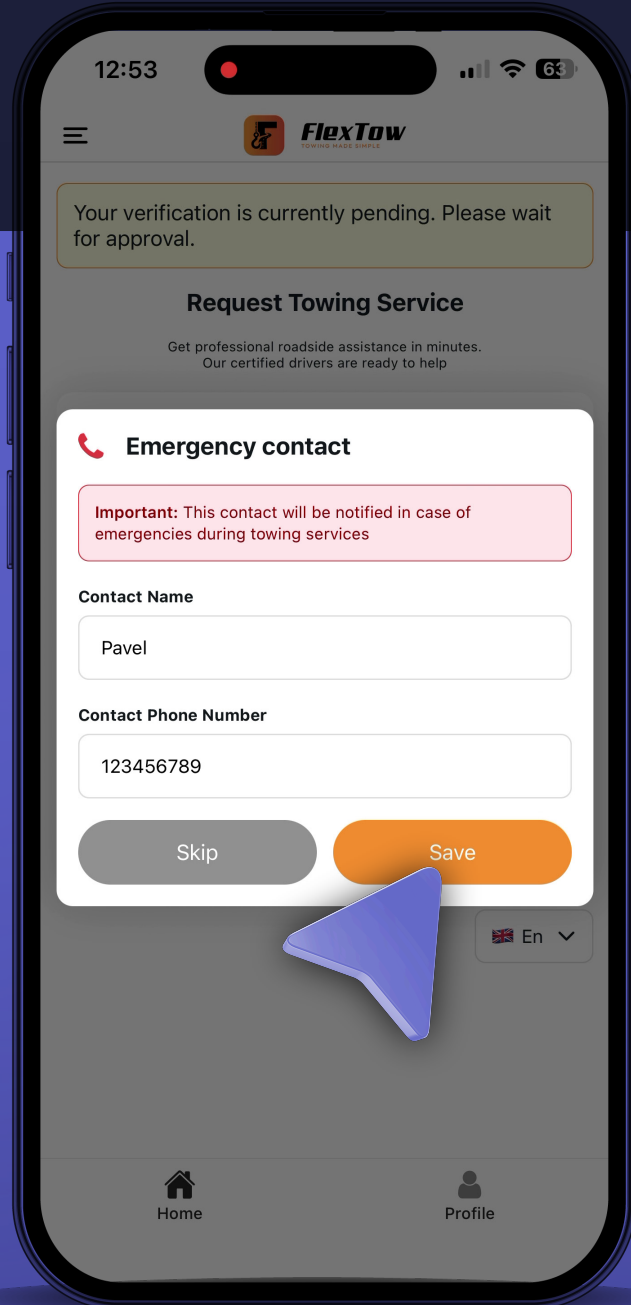 12:53
63
FlexTow
TOWING MADE SIMPLE
Your verification is currently pending. Please wait
for approval.
Request Towing Service
Get professional roadside assistance in minutes.
Our certified drivers are ready to help
Emergency contact
Important: This contact will be notified in case of
emergencies during towing services
Contact Name
Pavel
Contact Phone Number
123456789
Skip
Save
En
Home
Profile